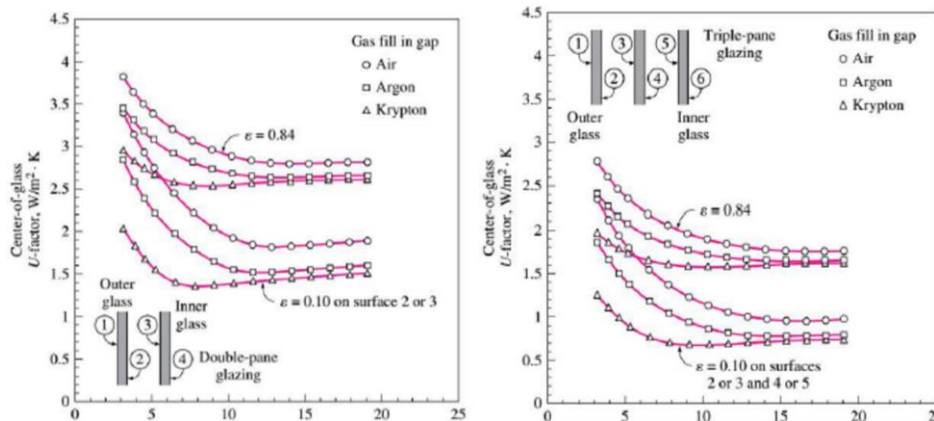 4.5
4
3.5
3
2.5
2
1.5
1
0.5
0
0
5
10
15
20
25
Center-of-glass
U-factor, W/m² · K
Gas fill in gap
Air
Argon
Krypton
ε = 0.84
ε = 0.10 on surface 2 or 3
Outer
glass
Inner
glass
1
3
2
4
Double-pane
glazing
4.5
4
3.5
3
2.5
2
1.5
1
0.5
0
0
5
10
15
20
Center-of-glass
U-factor, W/m² · K
1
3
5
2
4
6
Triple-pane
glazing
Outer
glass
Inner
glass
Gas fill in gap
Air
Argon
Krypton
ε = 0.84
ε = 0.10 on surfaces
2 or 3 and 4 or 5